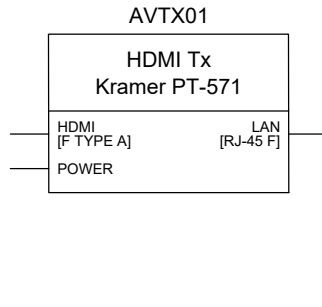 AVTX01
HDMI Tx
Kramer PT-571
HDMI LAN
[F TYPE A] [RJ-45 F]
POWER